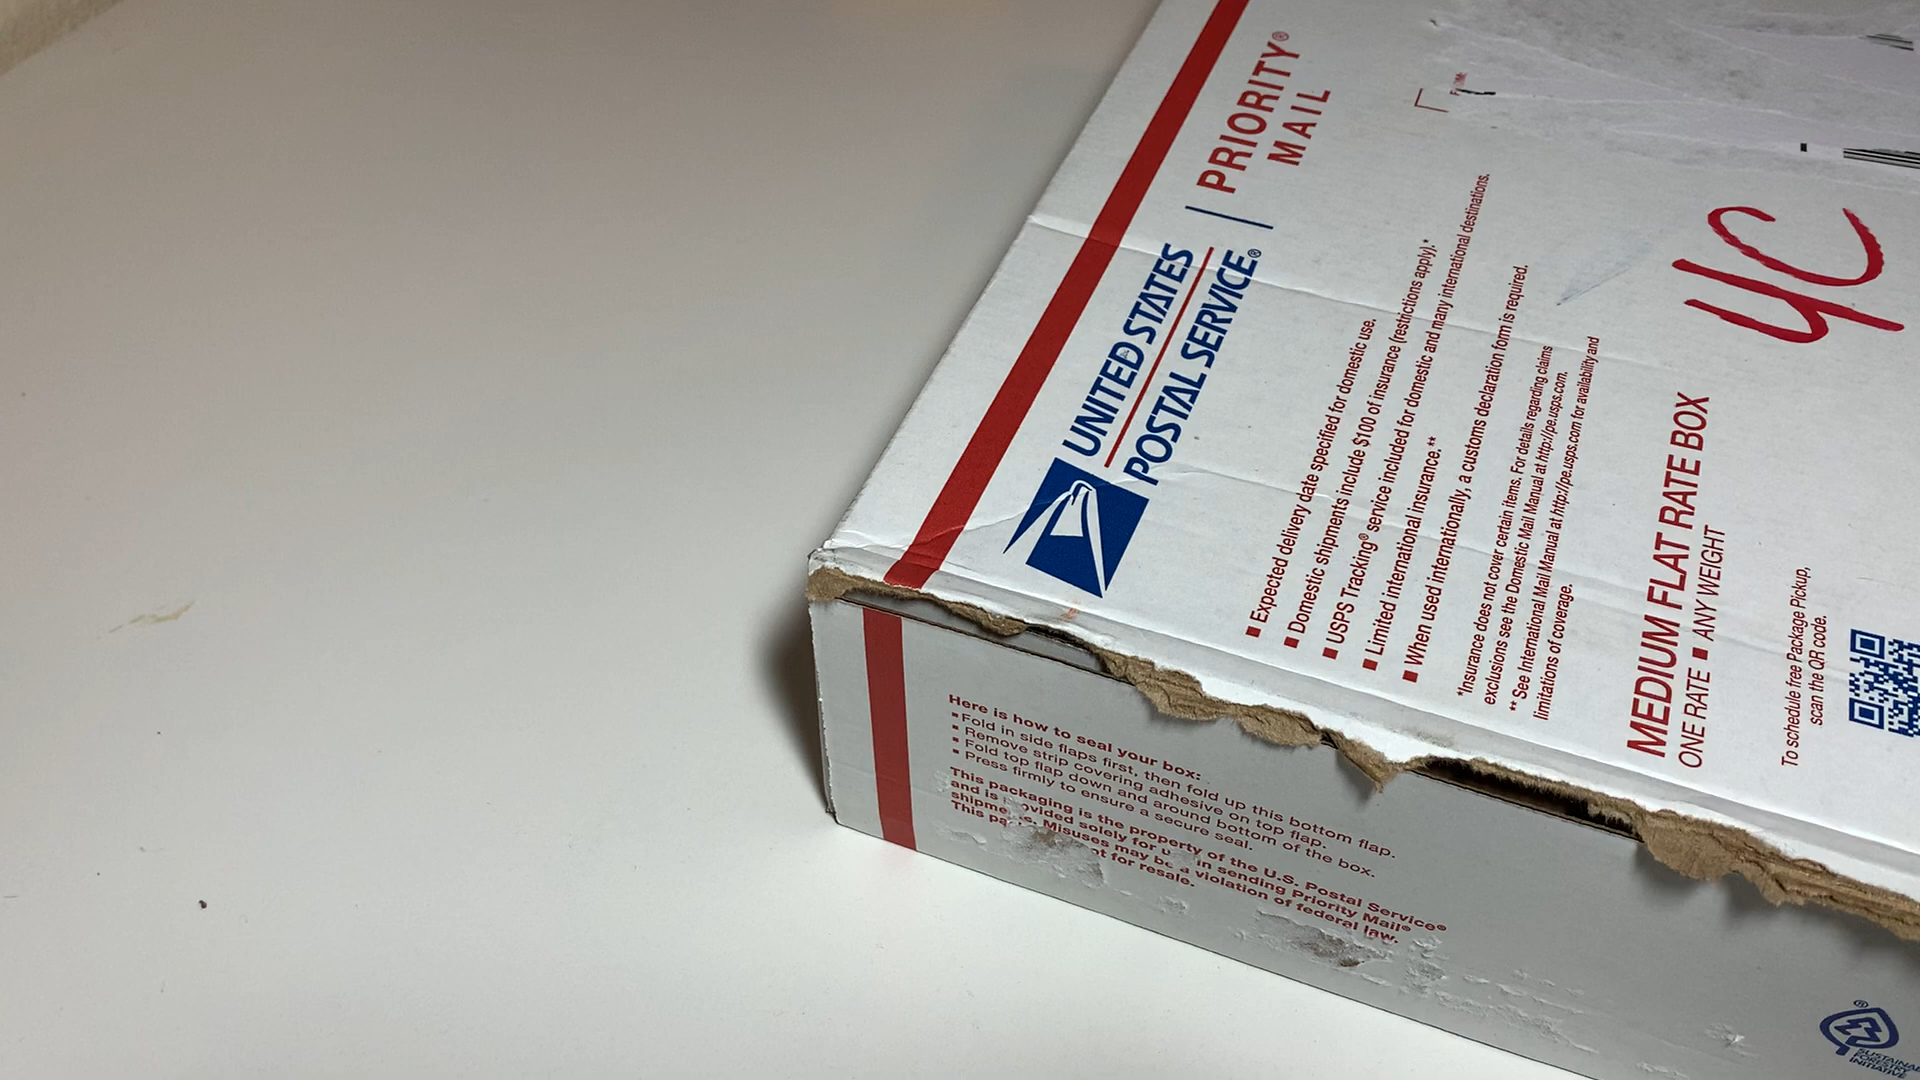 UNITED STATES
POSTAL SERVICE®
PRIORITY®
MAIL
■ Expected delivery date specified for domestic use.
■ Domestic shipments include $100 of insurance (restrictions apply).*
■ USPS Tracking® service included for domestic and many international destinations.
■ Limited international insurance.**
■ When used internationally, a customs declaration form is required.
*Insurance does not cover certain items. For details regarding claims
exclusions see the Domestic Mail Manual at http://pe.usps.com.
** See International Mail Manual at http://pe.usps.com for availability and
limitations of coverage.
4C
MEDIUM FLAT RATE BOX
ONE RATE ■ ANY WEIGHT
To schedule free Package Pickup,
scan the QR code.
Here is how to seal your box:
▪ Fold in side flaps first, then fold up this bottom flap.
▪ Remove strip covering adhesive on top flap.
▪ Fold top flap down and around bottom of the box.
Press firmly to ensure a secure seal.
This packaging is the property of the U.S. Postal Service®
and is solely for in sending Priority Mail®
Misuses may be a violation of federal law.
This for resale.
SUSTAINA
FORESTRY
INITIATIVE
®